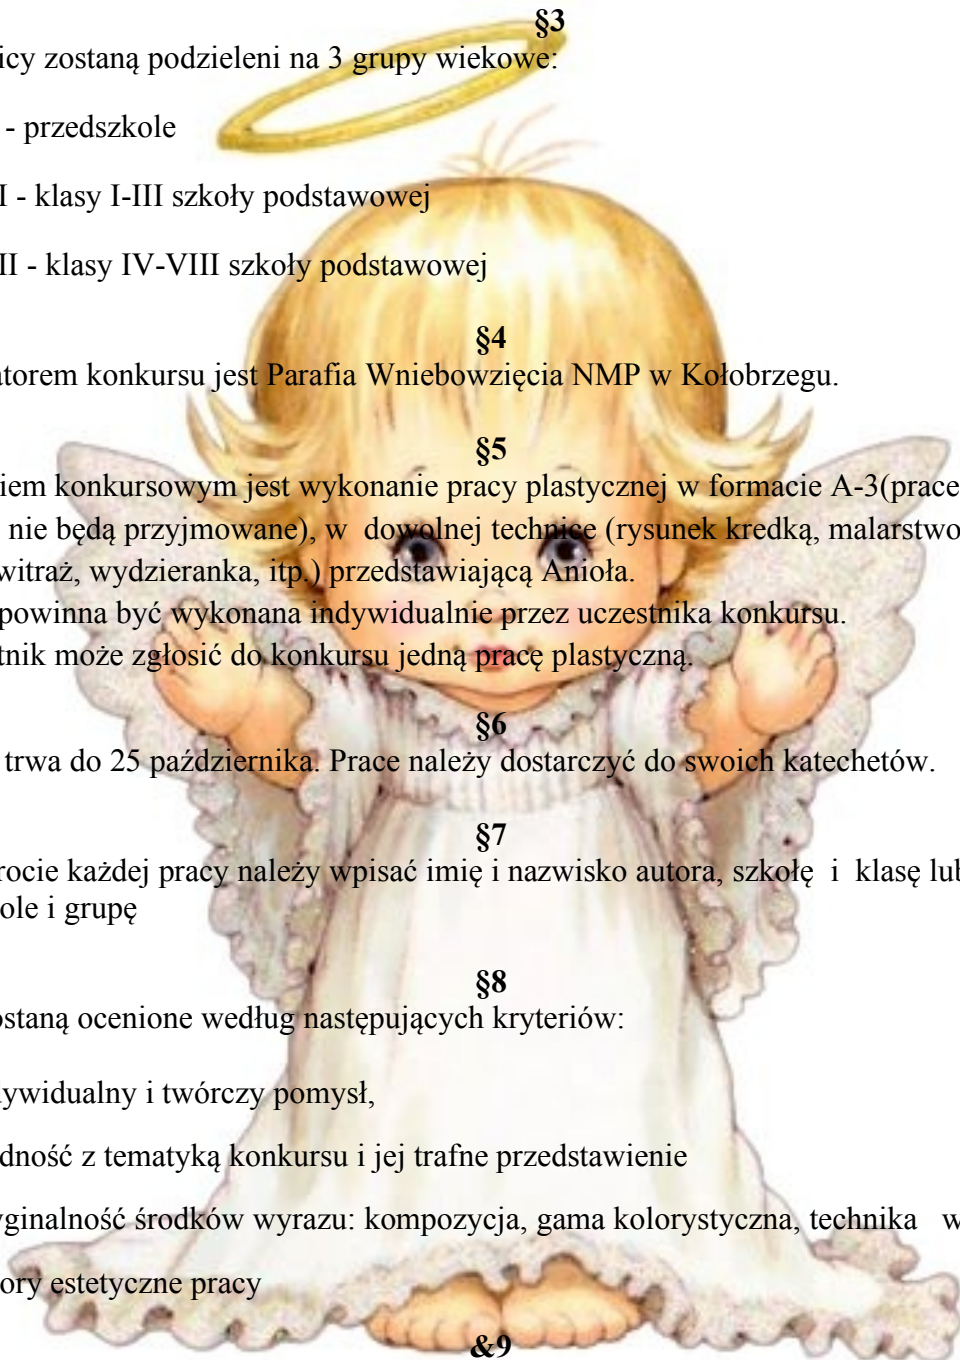 §3
icy zostaną podzieleni na 3 grupy wiekowe:
- przedszkole
I - klasy I-III szkoły podstawowej
II - klasy IV-VIII szkoły podstawowej
§4
atorem konkursu jest Parafia Wniebowzięcia NMP w Kołobrzegu.
§5
iem konkursowym jest wykonanie pracy plastycznej w formacie A-3(prace
nie będą przyjmowane), w dowolnej technice (rysunek kredką, malarstwo
witraż, wydzieranka, itp.) przedstawiającą Anioła.
powinna być wykonana indywidualnie przez uczestnika konkursu.
tnik może zgłosić do konkursu jedną pracę plastyczną.
§6
trwa do 25 października. Prace należy dostarczyć do swoich katechetów.
§7
rocie każdej pracy należy wpisać imię i nazwisko autora, szkołę i klasę lub
ole i grupę
§8
ostaną ocenione według następujących kryteriów:
ywidualny i twórczy pomysł,
dność z tematyką konkursu i jej trafne przedstawienie
yginalność środków wyrazu: kompozycja, gama kolorystyczna, technika w
ory estetyczne pracy
&9